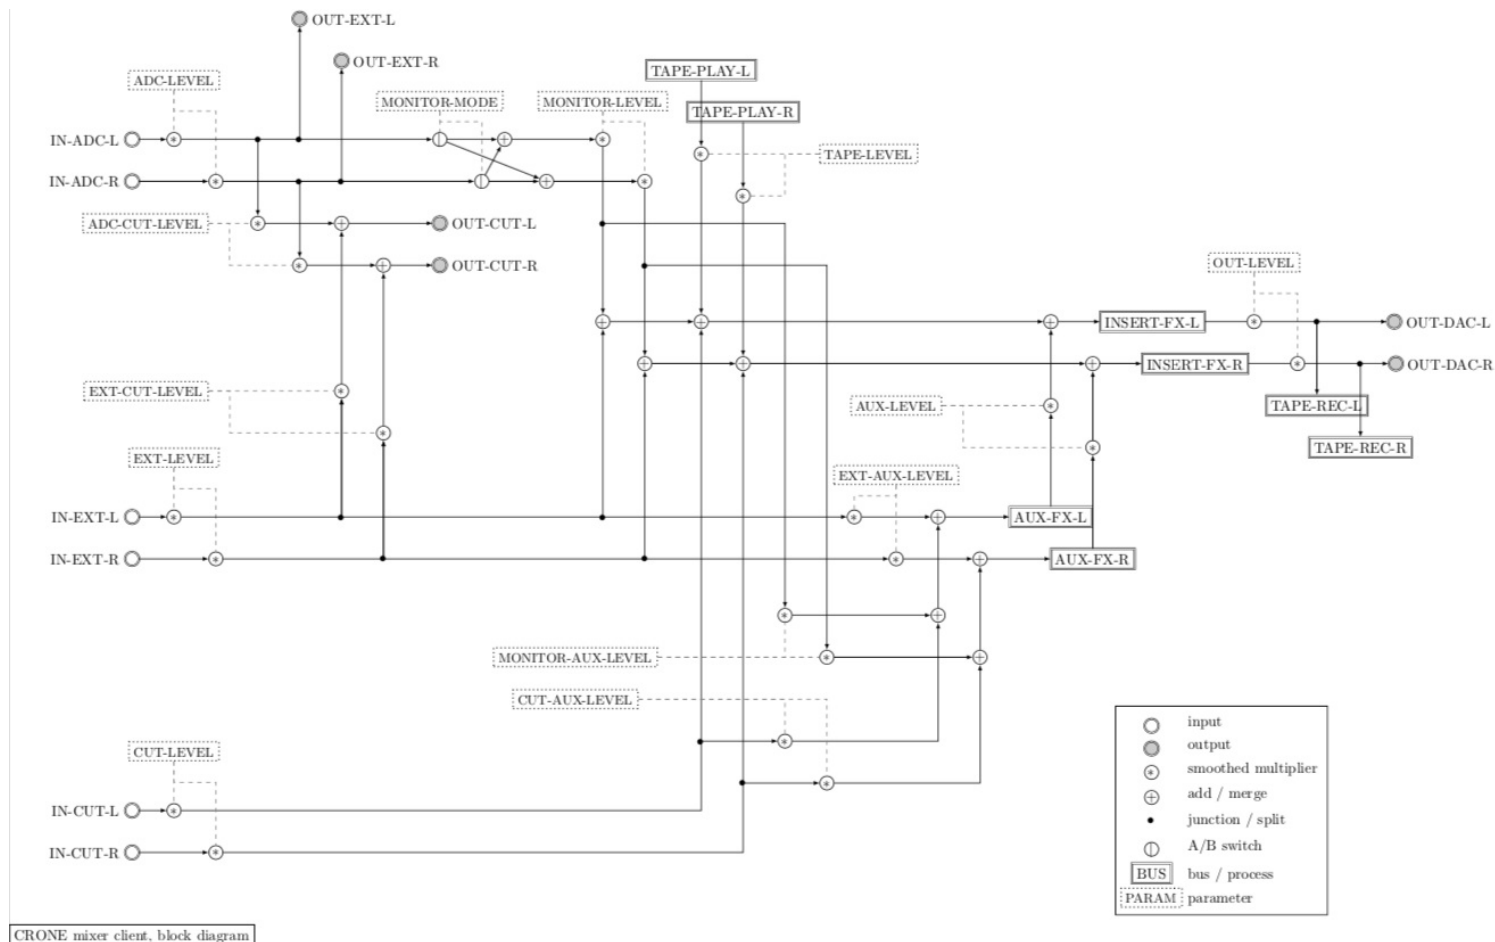 OUT-EXT-L
OUT-EXT-R
TAPE-PLAY-L
ADC-LEVEL
MONITOR-MODE
MONITOR-LEVEL
TAPE-PLAY-R
IN-ADC-L
TAPE-LEVEL
IN-ADC-R
ADC-CUT-LEVEL
OUT-CUT-L
OUT-CUT-R
OUT-LEVEL
INSERT-FX-L
OUT-DAC-L
INSERT-FX-R
OUT-DAC-R
EXT-CUT-LEVEL
AUX-LEVEL
TAPE-REC-L
TAPE-REC-R
EXT-LEVEL
EXT-AUX-LEVEL
IN-EXT-L
AUX-FX-L
IN-EXT-R
AUX-FX-R
MONITOR-AUX-LEVEL
CUT-AUX-LEVEL
CUT-LEVEL
IN-CUT-L
IN-CUT-R
input
output
smoothed multiplier
add / merge
junction / split
A/B switch
BUS bus / process
PARAM parameter
CRONE mixer client, block diagram